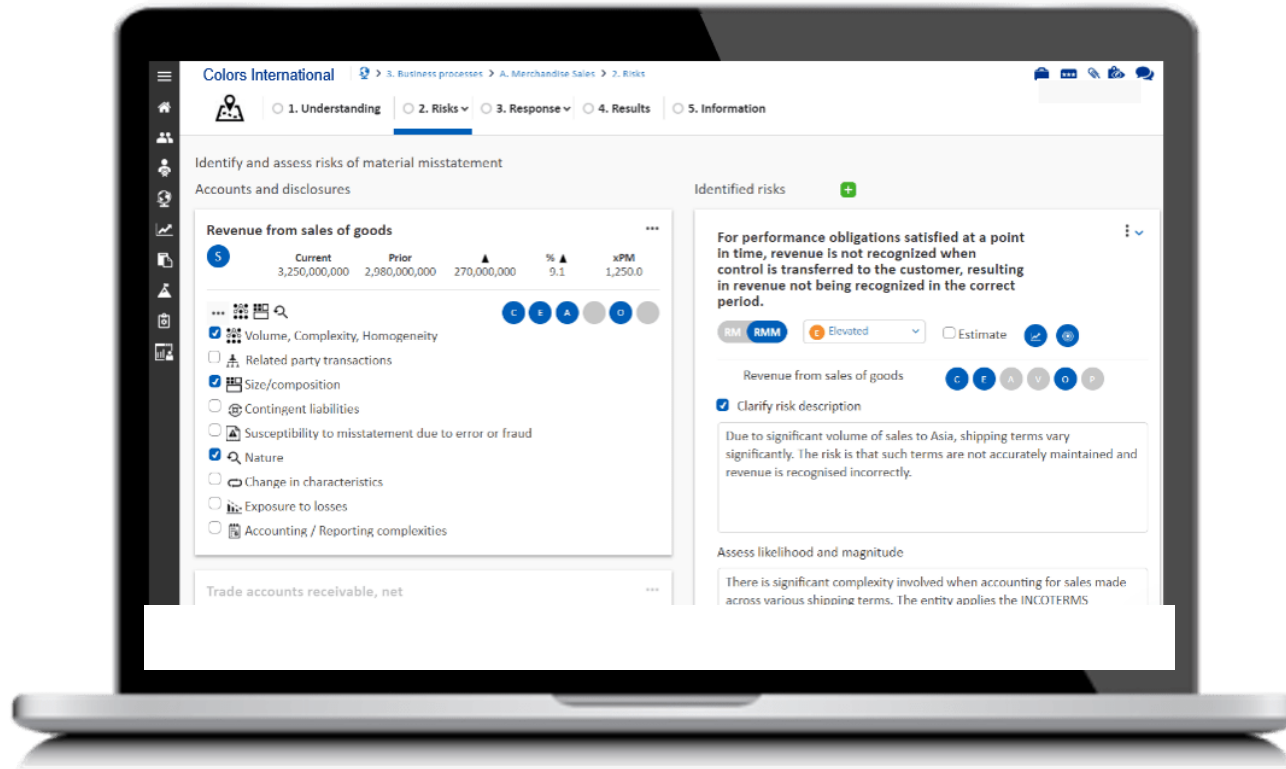 Colors International
3. Business processes > A. Merchandise Sales > 2. Risks
1. Understanding
2. Risks
3. Response
4. Results
5. Information
Identify and assess risks of material misstatement
Accounts and disclosures
Revenue from sales of goods
S
Current Prior ▲ % ▲ xPM
3,250,000,000 2,980,000,000 270,000,000 9.1 1,250.0
C E A O
Volume, Complexity, Homogeneity
Related party transactions
Size/composition
Contingent liabilities
Susceptibility to misstatement due to error or fraud
Nature
Change in characteristics
Exposure to losses
Accounting / Reporting complexities
Trade accounts receivable, net
Identified risks
For performance obligations satisfied at a point
in time, revenue is not recognized when
control is transferred to the customer, resulting
in revenue not being recognized in the correct
period.
RM RMM
E Elevated
Estimate
Revenue from sales of goods
C E A V O P
Clarify risk description
Due to significant volume of sales to Asia, shipping terms vary
significantly. The risk is that such terms are not accurately maintained and
revenue is recognised incorrectly.
Assess likelihood and magnitude
There is significant complexity involved when accounting for sales made
across various shipping terms. The entity applies the INCOTERMS